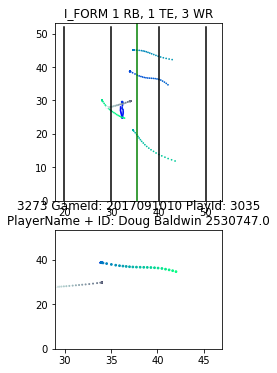 I_FORM 1 RB, 1 TE, 3 WR
50
40
30
20
10
0
20 30 40 50
3273 GameId: 2017091010 PlayId: 3035
PlayerName + ID: Doug Baldwin 2530747.0
40
20
0
30 35 40 45